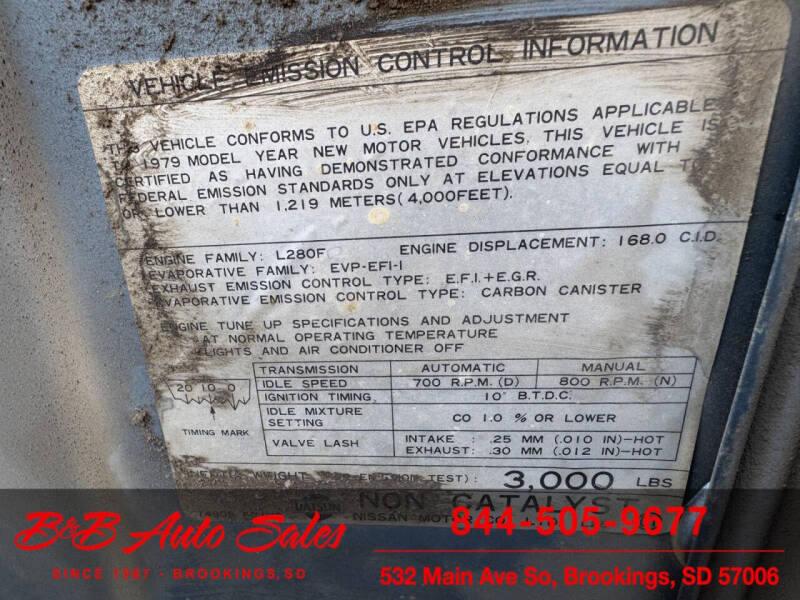 VEHICLE EMISSION CONTROL INFORMATION
THIS VEHICLE CONFORMS TO U.S. EPA REGULATIONS APPLICABLE
TO 1979 MODEL YEAR NEW MOTOR VEHICLES. THIS VEHICLE IS
CERTIFIED AS HAVING DEMONSTRATED CONFORMANCE WITH
FEDERAL EMISSION STANDARDS ONLY AT ELEVATIONS EQUAL TO
OR LOWER THAN 1,219 METERS (4,000FEET).
ENGINE FAMILY: L280F ENGINE DISPLACEMENT: 168.0 C.I.D.
EVAPORATIVE FAMILY: EVP-EFI-I
EXHAUST EMISSION CONTROL TYPE: E.F.I.+E.G.R.
EVAPORATIVE EMISSION CONTROL TYPE: CARBON CANISTER
ENGINE TUNE UP SPECIFICATIONS AND ADJUSTMENT
AT NORMAL OPERATING TEMPERATURE
LIGHTS AND AIR CONDITIONER OFF
TRANSMISSION AUTOMATIC MANUAL
IDLE SPEED 700 R.P.M. (D) 800 R.P.M. (N)
IGNITION TIMING 10° B.T.D.C.
IDLE MIXTURE SETTING CO 1.0 % OR LOWER
VALVE LASH INTAKE : .25 MM (.010 IN)-HOT
EXHAUST: .30 MM (.012 IN)-HOT
20 10 0
TIMING MARK
WEIGHT TEST): 3,000 LBS
NON CATALYST
DATSUN
NISSAN MOTOR CO.
B&B Auto Sales
SINCE 1987 - BROOKINGS, SD
844-505-9677
532 Main Ave So, Brookings, SD 57006